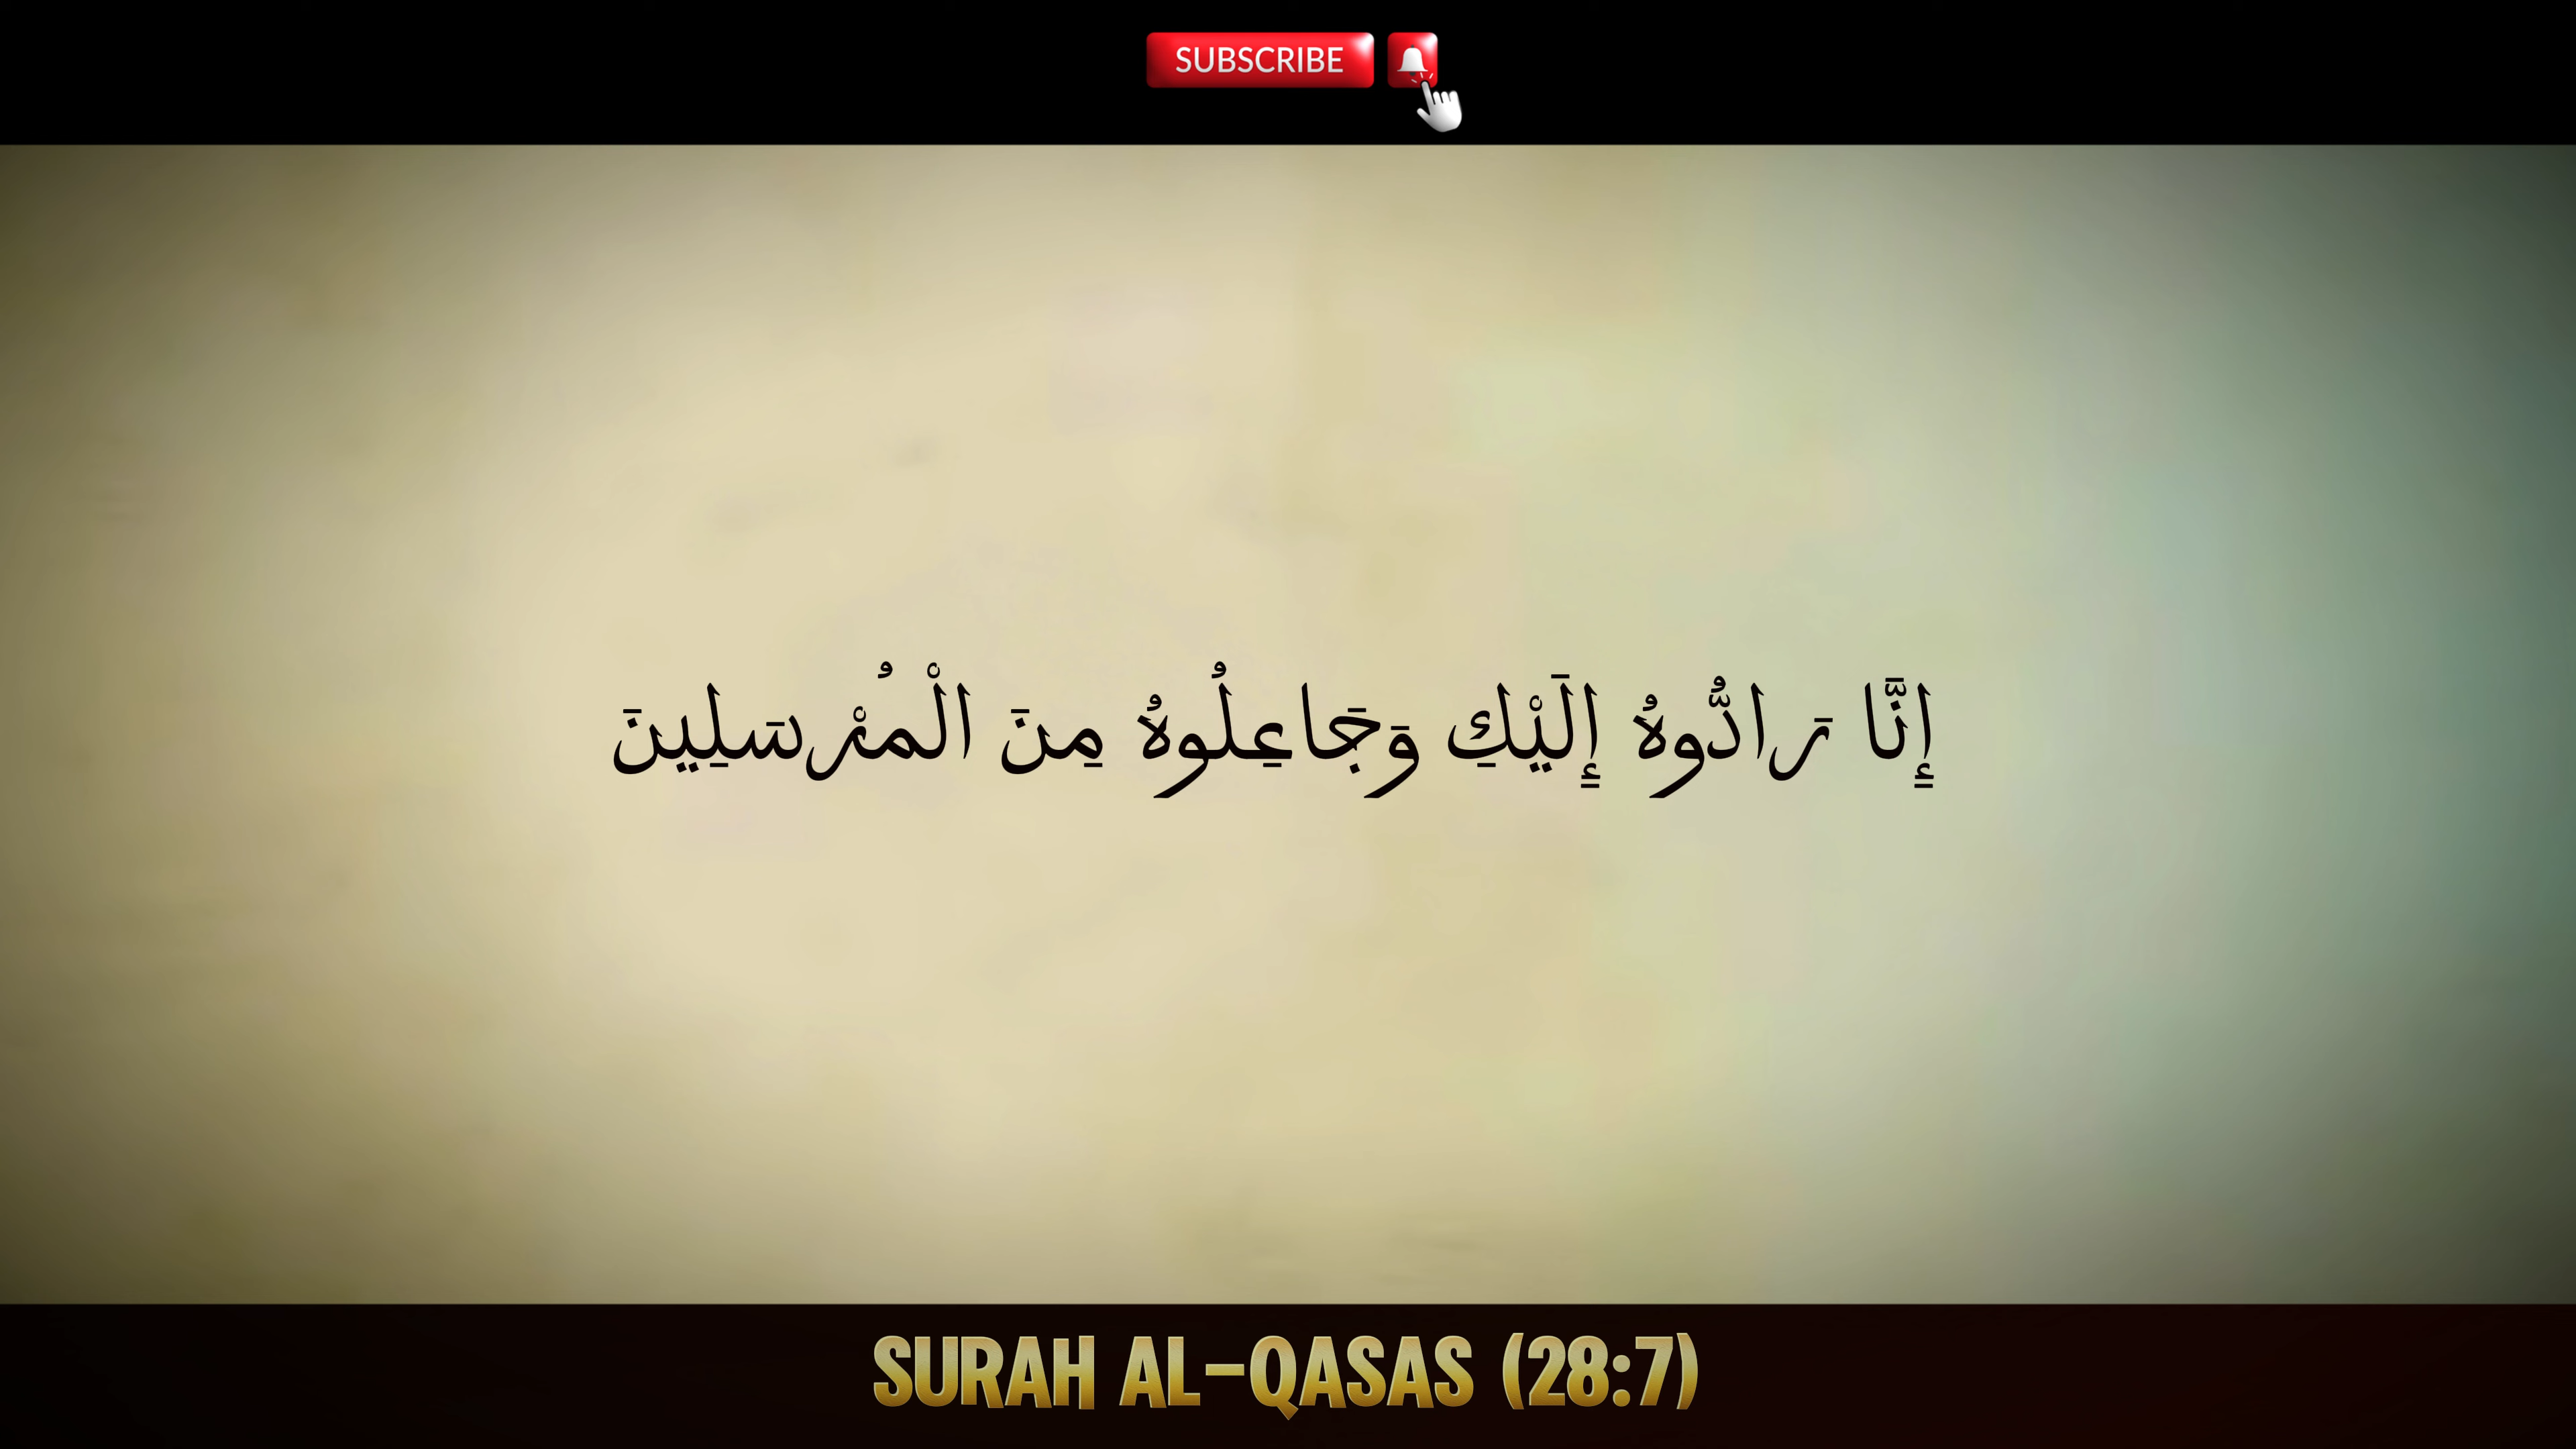 SUBSCRIBE
إِنَّا رَادُّوهُ إِلَيْكِ وَجَاعِلُوهُ مِنَ الْمُرْسَلِينَ
SURAH AL-QASAS (28:7)